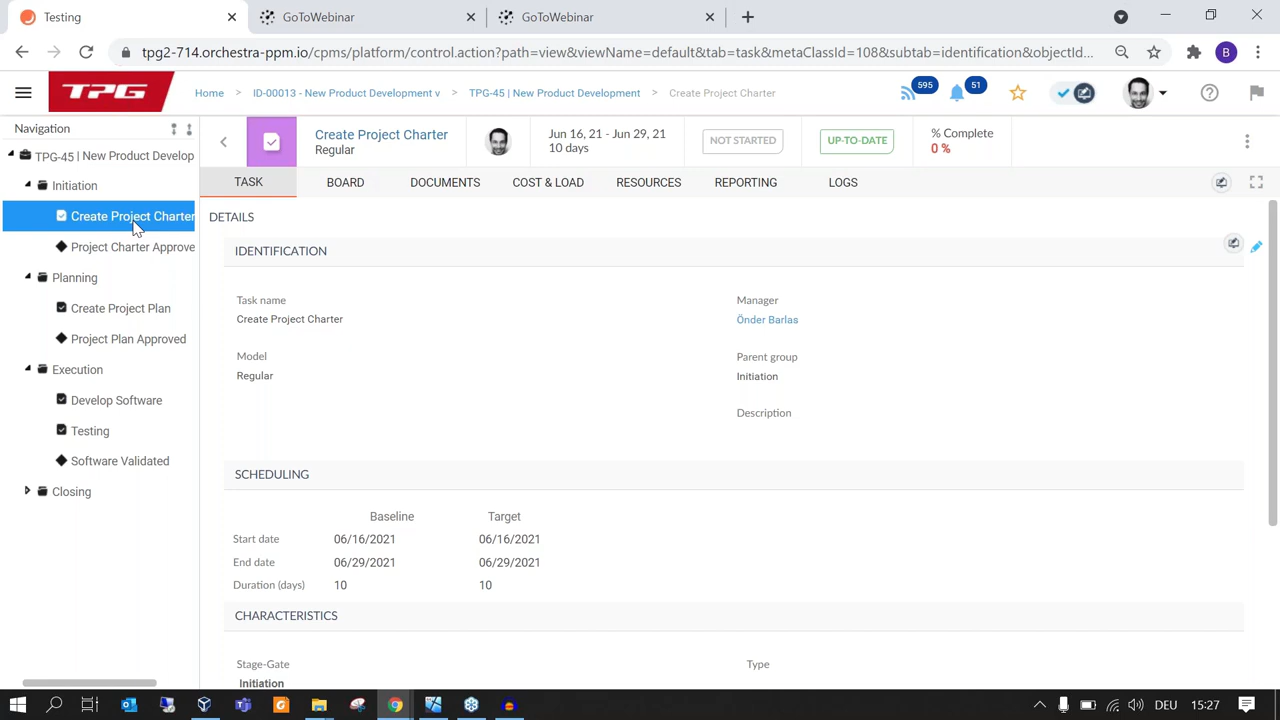 Testing
GoToWebinar
GoToWebinar
tpg2-714.orchestra-ppm.io/cpms/platform/control.action?path=view&viewName=default&tab=task&metaClassId=108&subtab=identification&objectId...
B
TPG
Home
ID-00013 - New Product Development v
TPG-45 | New Product Development
Create Project Charter
595
51
Navigation
TPG-45 | New Product Develop
Initiation
Create Project Charter
Project Charter Approve
Planning
Create Project Plan
Project Plan Approved
Execution
Develop Software
Testing
Software Validated
Closing
Create Project Charter
Regular
Jun 16, 21 - Jun 29, 21
10 days
NOT STARTED
UP-TO-DATE
% Complete
0 %
TASK
BOARD
DOCUMENTS
COST & LOAD
RESOURCES
REPORTING
LOGS
DETAILS
IDENTIFICATION
Task name
Create Project Charter
Manager
Önder Barlas
Model
Regular
Parent group
Initiation
Description
SCHEDULING
Baseline Target
Start date 06/16/2021 06/16/2021
End date 06/29/2021 06/29/2021
Duration (days) 10 10
CHARACTERISTICS
Stage-Gate
Initiation
Type
DEU
15:27